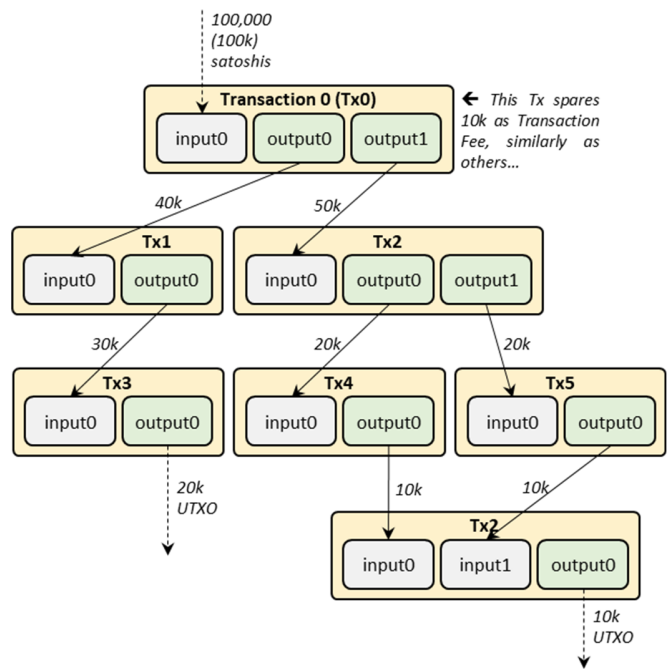 100,000
(100k)
satoshis
Transaction 0 (Tx0)
input0 output0 output1
🡸 This Tx spares
10k as Transaction
Fee, similarly as
others...
40k
50k
Tx1
input0 output0
Tx2
input0 output0 output1
30k
20k
20k
Tx3
input0 output0
Tx4
input0 output0
Tx5
input0 output0
20k
UTXO
10k
10k
Tx2
input0 input1 output0
10k
UTXO